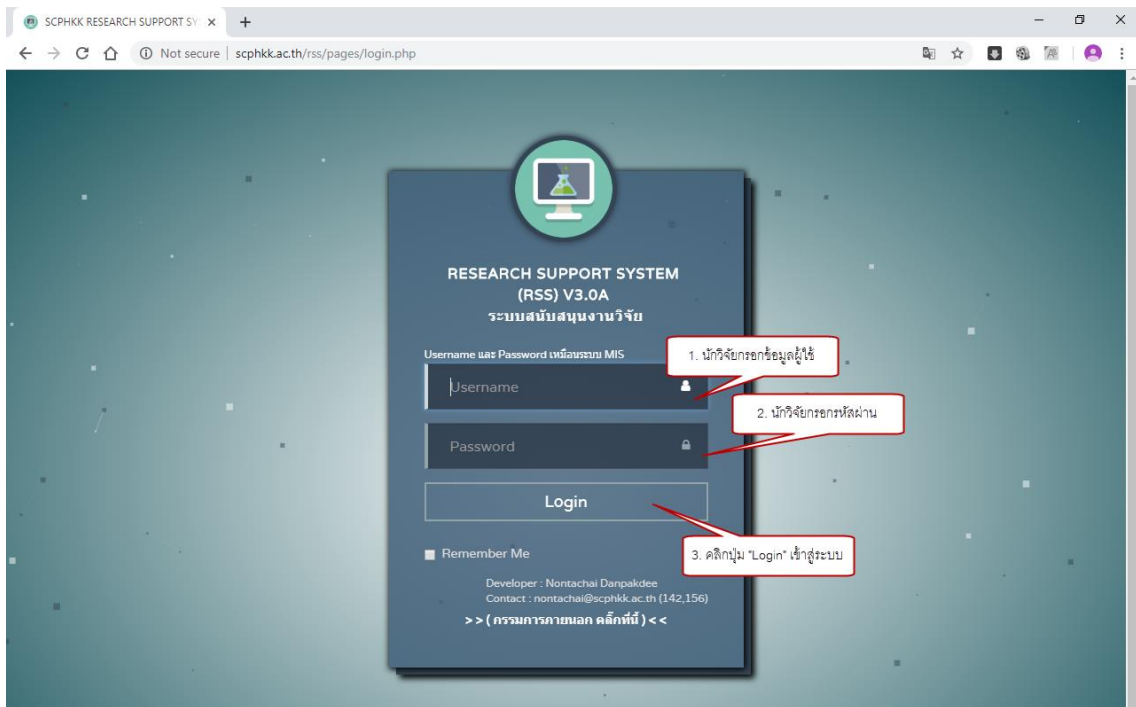 SCPHKK RESEARCH SUPPORT SY
Not secure | scphkk.ac.th/rss/pages/login.php
RESEARCH SUPPORT SYSTEM
(RSS) V3.0A
ระบบสนับสนุนงานวิจัย
Username และ Password เหมือนระบบ MIS
1. นักวิจัยกรอกข้อมูลผู้ใช้
Username
2. นักวิจัยกรอกรหัสผ่าน
Password
Login
3. คลิกปุ่ม "Login" เข้าสู่ระบบ
Remember Me
Developer : Nontachai Danpakdee
Contact : nontachai@scphkk.ac.th (142,156)
>>( กรรมการภายนอก คลิ๊กที่นี้ )<<